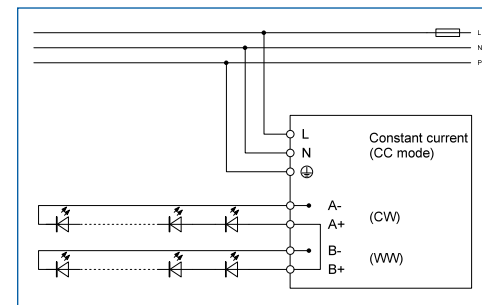 L
N
P
L
N
Constant current
(CC mode)
A-
A+
(CW)
B-
B+
(WW)